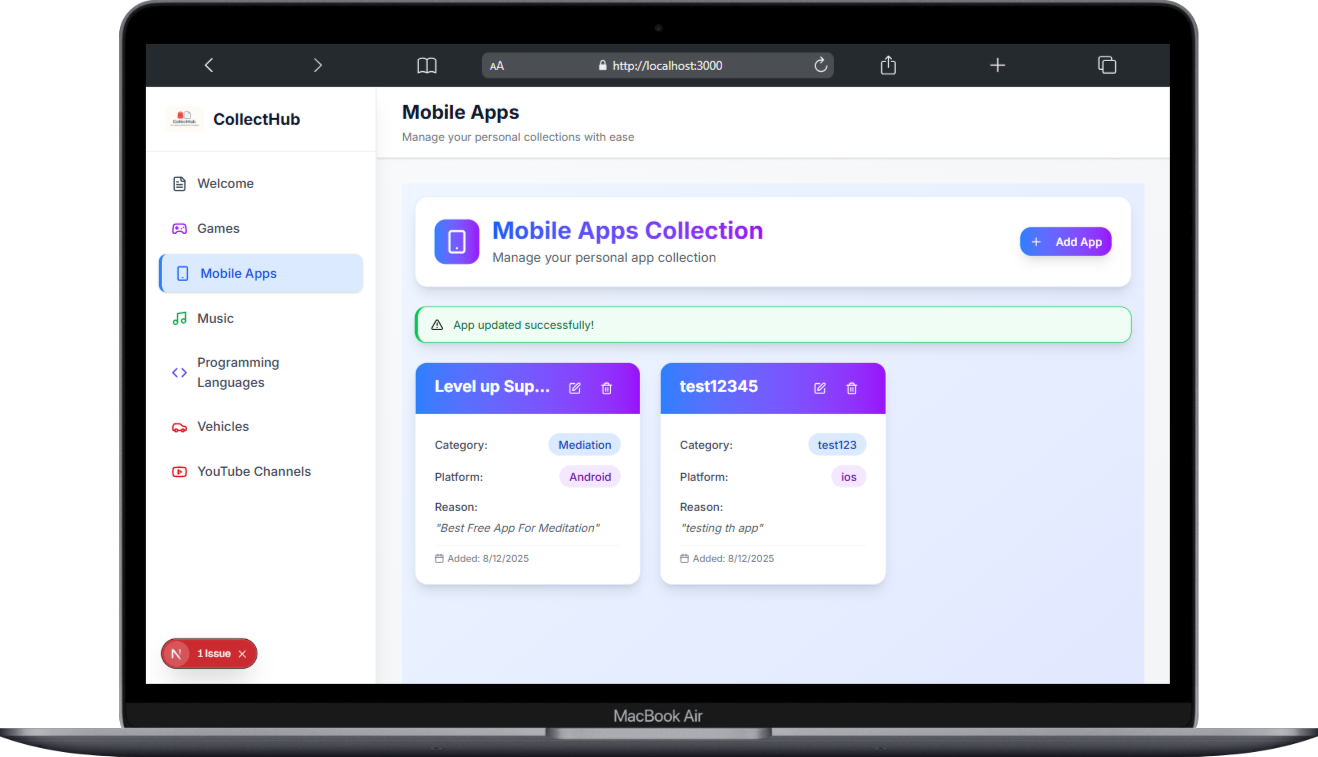 AA
http://localhost:3000
CollectHub
Mobile Apps
Manage your personal collections with ease
Welcome
Games
Mobile Apps
Music
Programming
Languages
Vehicles
YouTube Channels
1 Issue
Mobile Apps Collection
Manage your personal app collection
+ Add App
App updated successfully!
Level up Sup...
Category:
Mediation
Platform:
Android
Reason:
"Best Free App For Meditation"
Added: 8/12/2025
test12345
Category:
test123
Platform:
ios
Reason:
"testing th app"
Added: 8/12/2025
MacBook Air